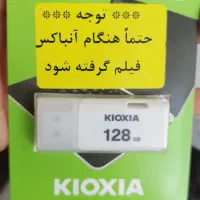 *** توجه ***
حتماً هنگام آنباکس
فیلم گرفته شود
KIOXIA
128 GB
KIOXIA